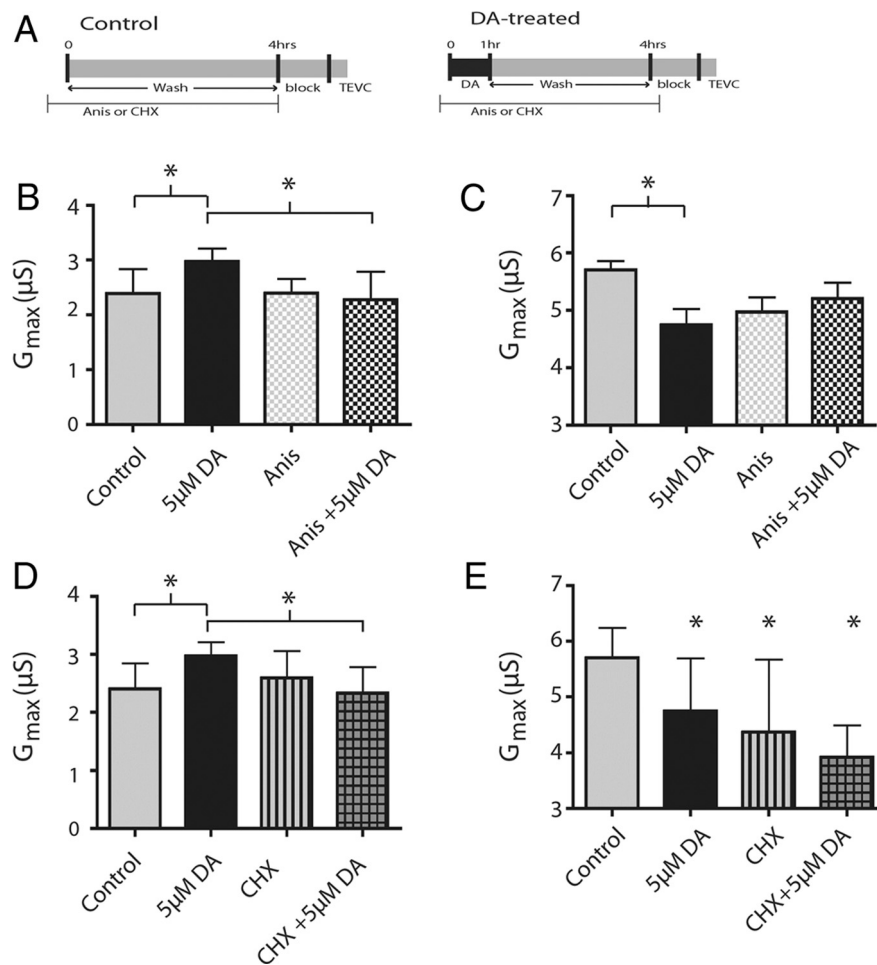 A
Control
0
4hrs
Wash
block
TEVC
Anis or CHX
DA-treated
0
1hr
4hrs
DA
Wash
block
TEVC
Anis or CHX
B
Gmax (µS)
4
3
2
1
0
*
*
Control
5µM DA
Anis
Anis +5µM DA
C
Gmax (µS)
7
6
5
4
3
*
Control
5µM DA
Anis
Anis +5µM DA
D
Gmax (µS)
4
3
2
1
0
*
*
Control
5µM DA
CHX
CHX +5µM DA
E
Gmax (µS)
7
6
5
4
3
*
*
*
Control
5µM DA
CHX
CHX+5µM DA